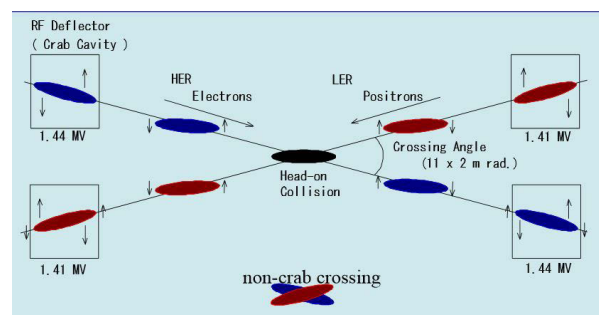 RF Deflector
( Crab Cavity )
HER
Electrons
LER
Positrons
1.44 MV
1.41 MV
Crossing Angle
(11 x 2 m rad.)
Head-on
Collision
1.41 MV
1.44 MV
non-crab crossing